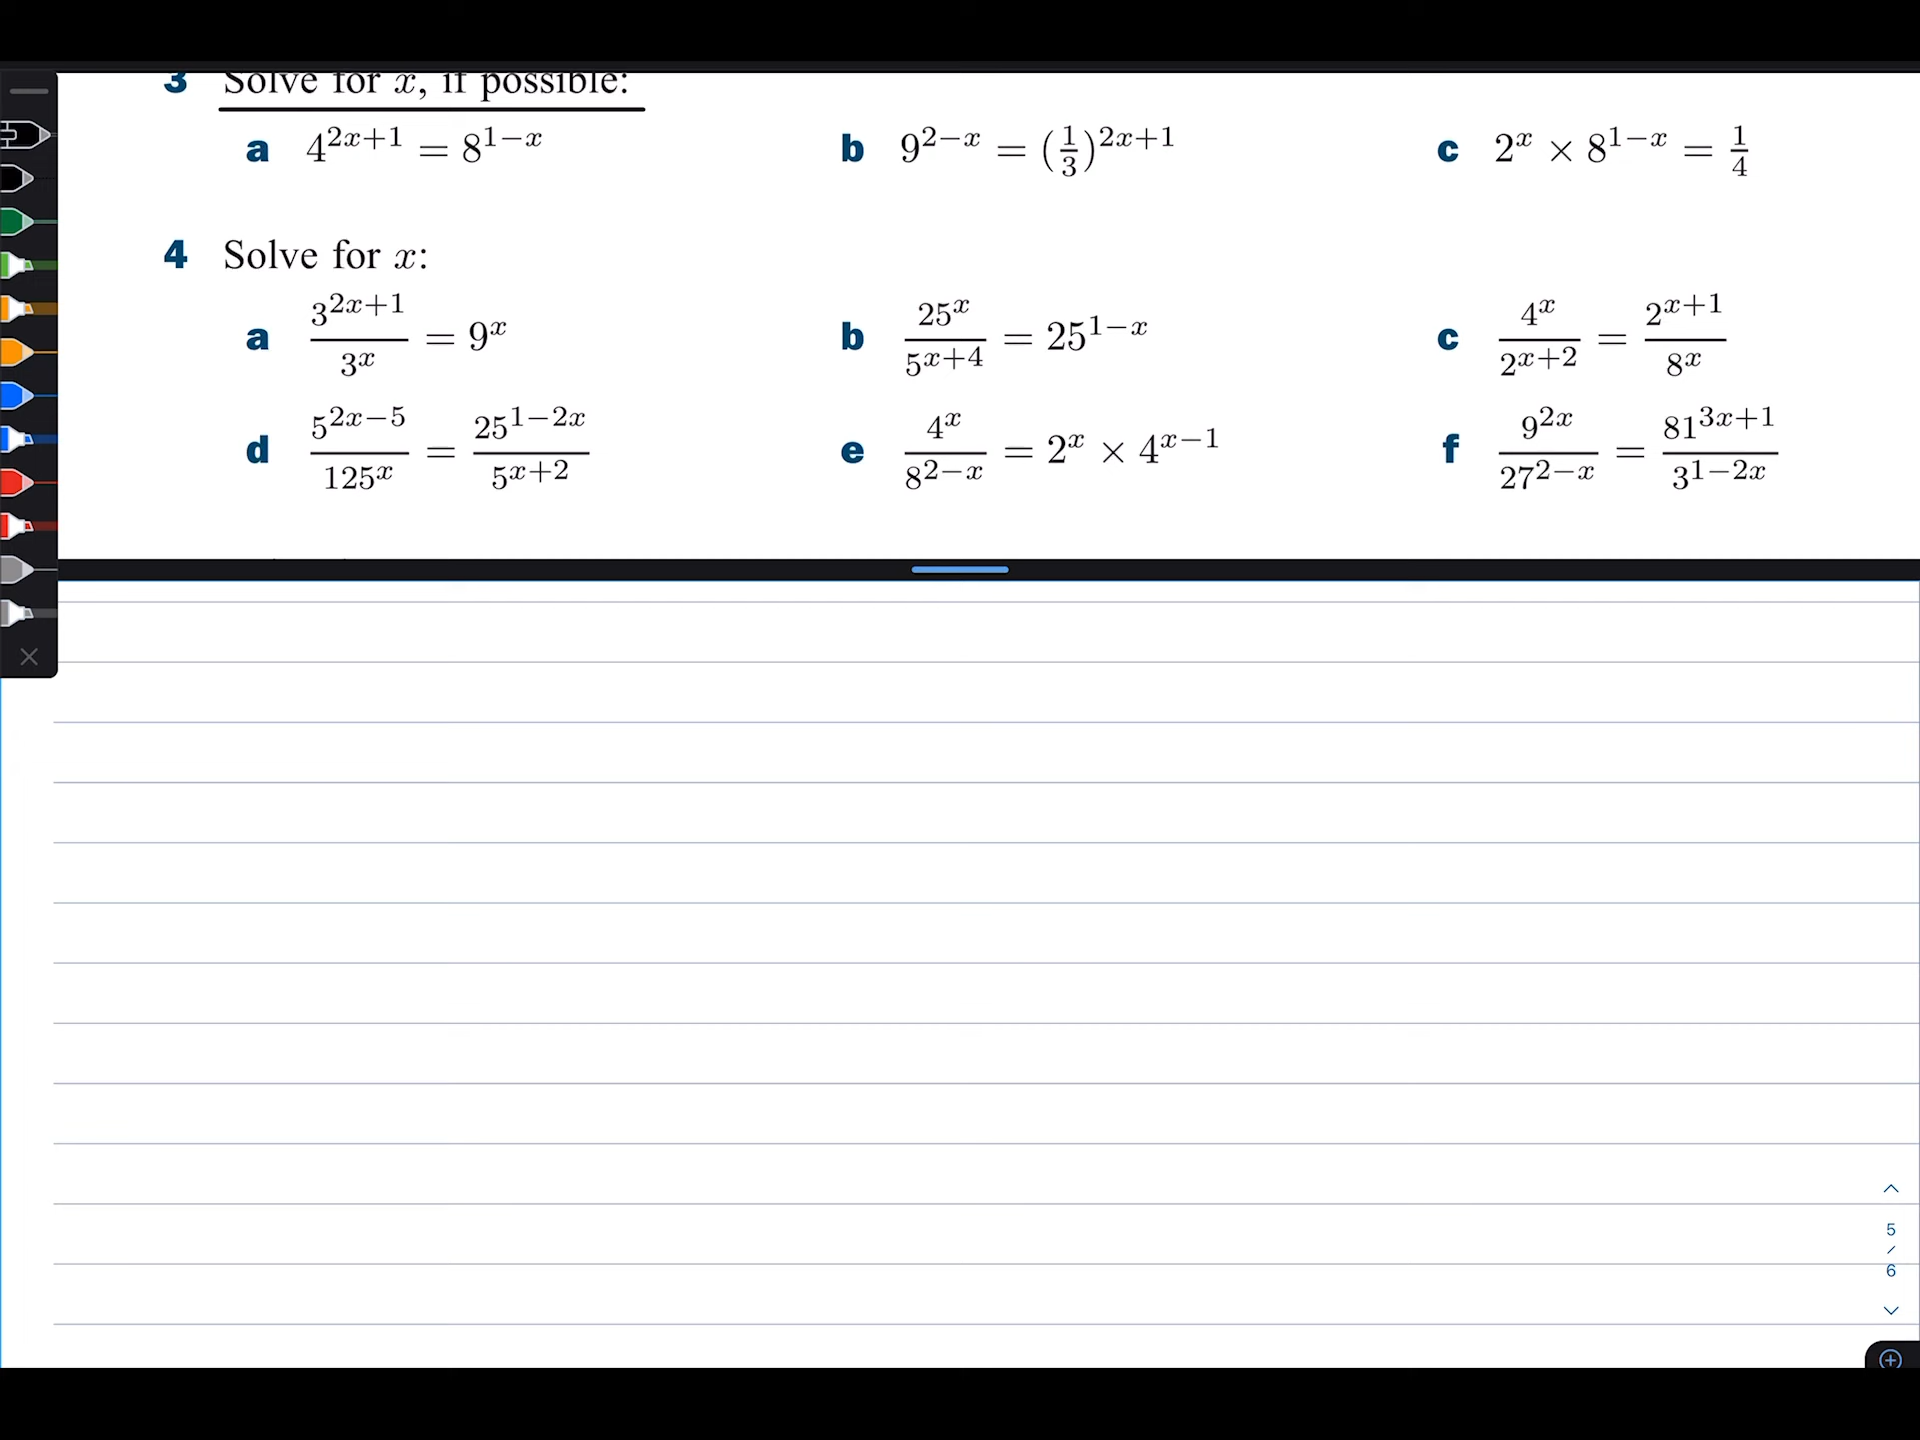 3 Solve for x, if possible:
a 4^{2x+1} = 8^{1−x} b 9^{2−x} = (1/3)^{2x+1} c 2^x × 8^{1−x} = 1/4
4 Solve for x:
a 3^{2x+1}/3^x = 9^x b 25^x/5^{x+4} = 25^{1−x} c 4^x/2^{x+2} = 2^{x+1}/8^x
d 5^{2x−5}/125^x = 25^{1−2x}/5^{x+2} e 4^x/8^{2−x} = 2^x × 4^{x−1} f 9^{2x}/27^{2−x} = 81^{3x+1}/3^{1−2x}
5
/
6